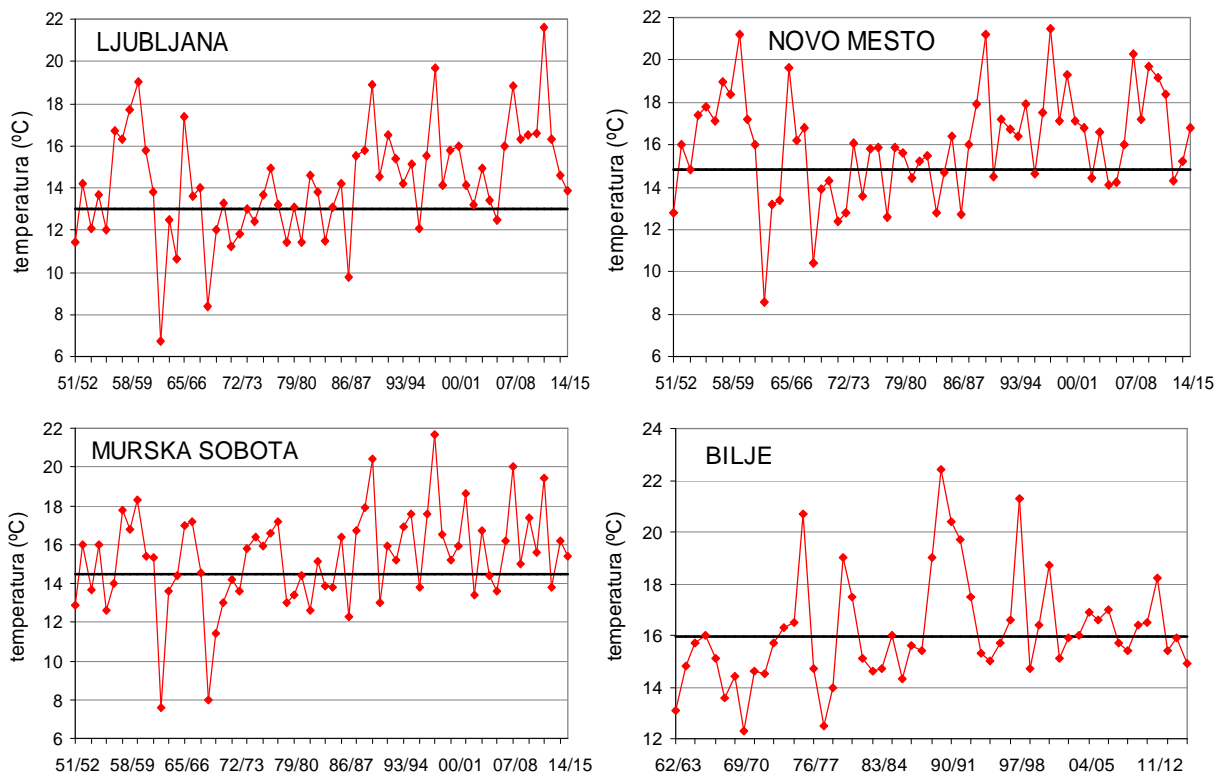 LJUBLJANA
temperatura (ºC)
22
20
18
16
14
12
10
8
6
51/52 58/59 65/66 72/73 79/80 86/87 93/94 00/01 07/08 14/15
NOVO MESTO
temperatura (ºC)
22
20
18
16
14
12
10
8
6
51/52 58/59 65/66 72/73 79/80 86/87 93/94 00/01 07/08 14/15
MURSKA SOBOTA
temperatura (ºC)
22
20
18
16
14
12
10
8
6
51/52 58/59 65/66 72/73 79/80 86/87 93/94 00/01 07/08 14/15
BILJE
temperatura (ºC)
24
22
20
18
16
14
12
62/63 69/70 76/77 83/84 90/91 97/98 04/05 11/12